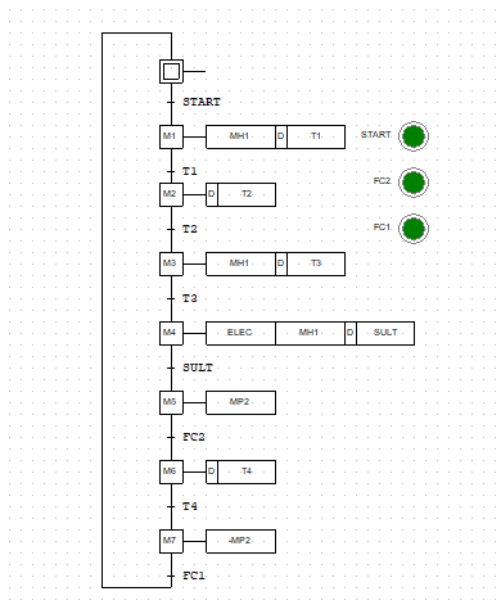 START
M1 MH1 D T1 START
T1
M2 D T2 FC2
T2 FC1
M3 MH1 D T3
T3
M4 ELEC MH1 D SULT
SULT
M5 MP2
FC2
M6 D T4
T4
M7 -MP2
FC1